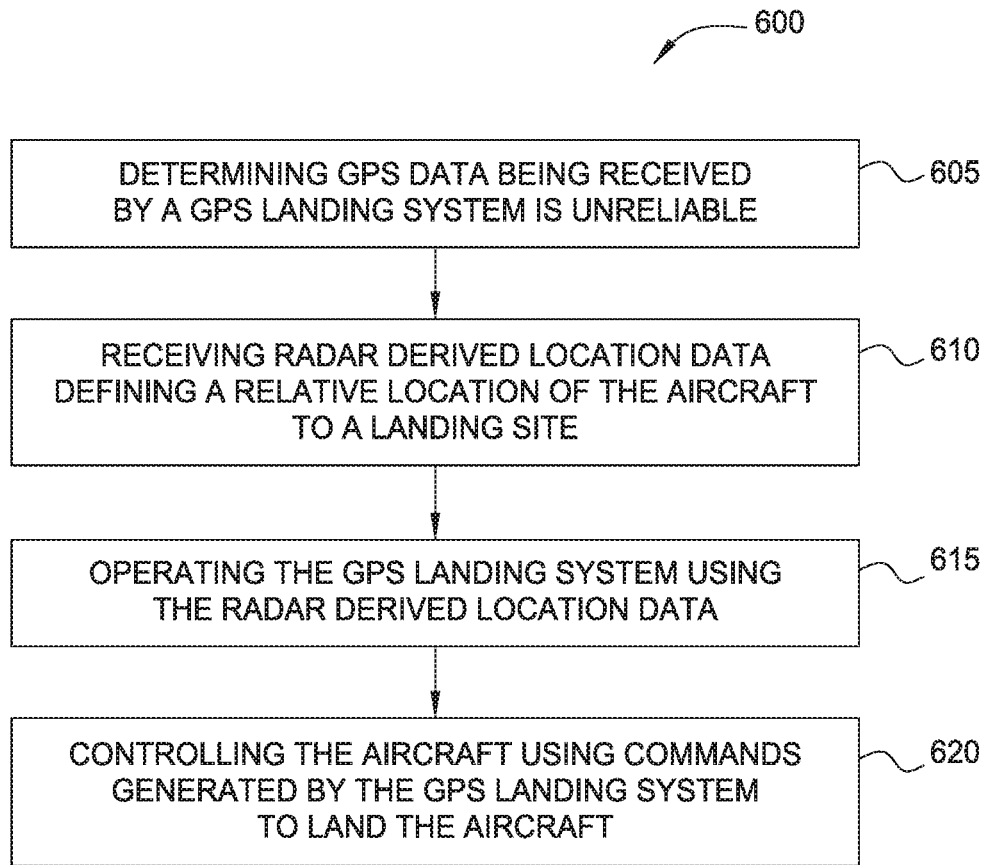 600
DETERMINING GPS DATA BEING RECEIVED
BY A GPS LANDING SYSTEM IS UNRELIABLE
605
RECEIVING RADAR DERIVED LOCATION DATA
DEFINING A RELATIVE LOCATION OF THE AIRCRAFT
TO A LANDING SITE
610
OPERATING THE GPS LANDING SYSTEM USING
THE RADAR DERIVED LOCATION DATA
615
CONTROLLING THE AIRCRAFT USING COMMANDS
GENERATED BY THE GPS LANDING SYSTEM
TO LAND THE AIRCRAFT
620